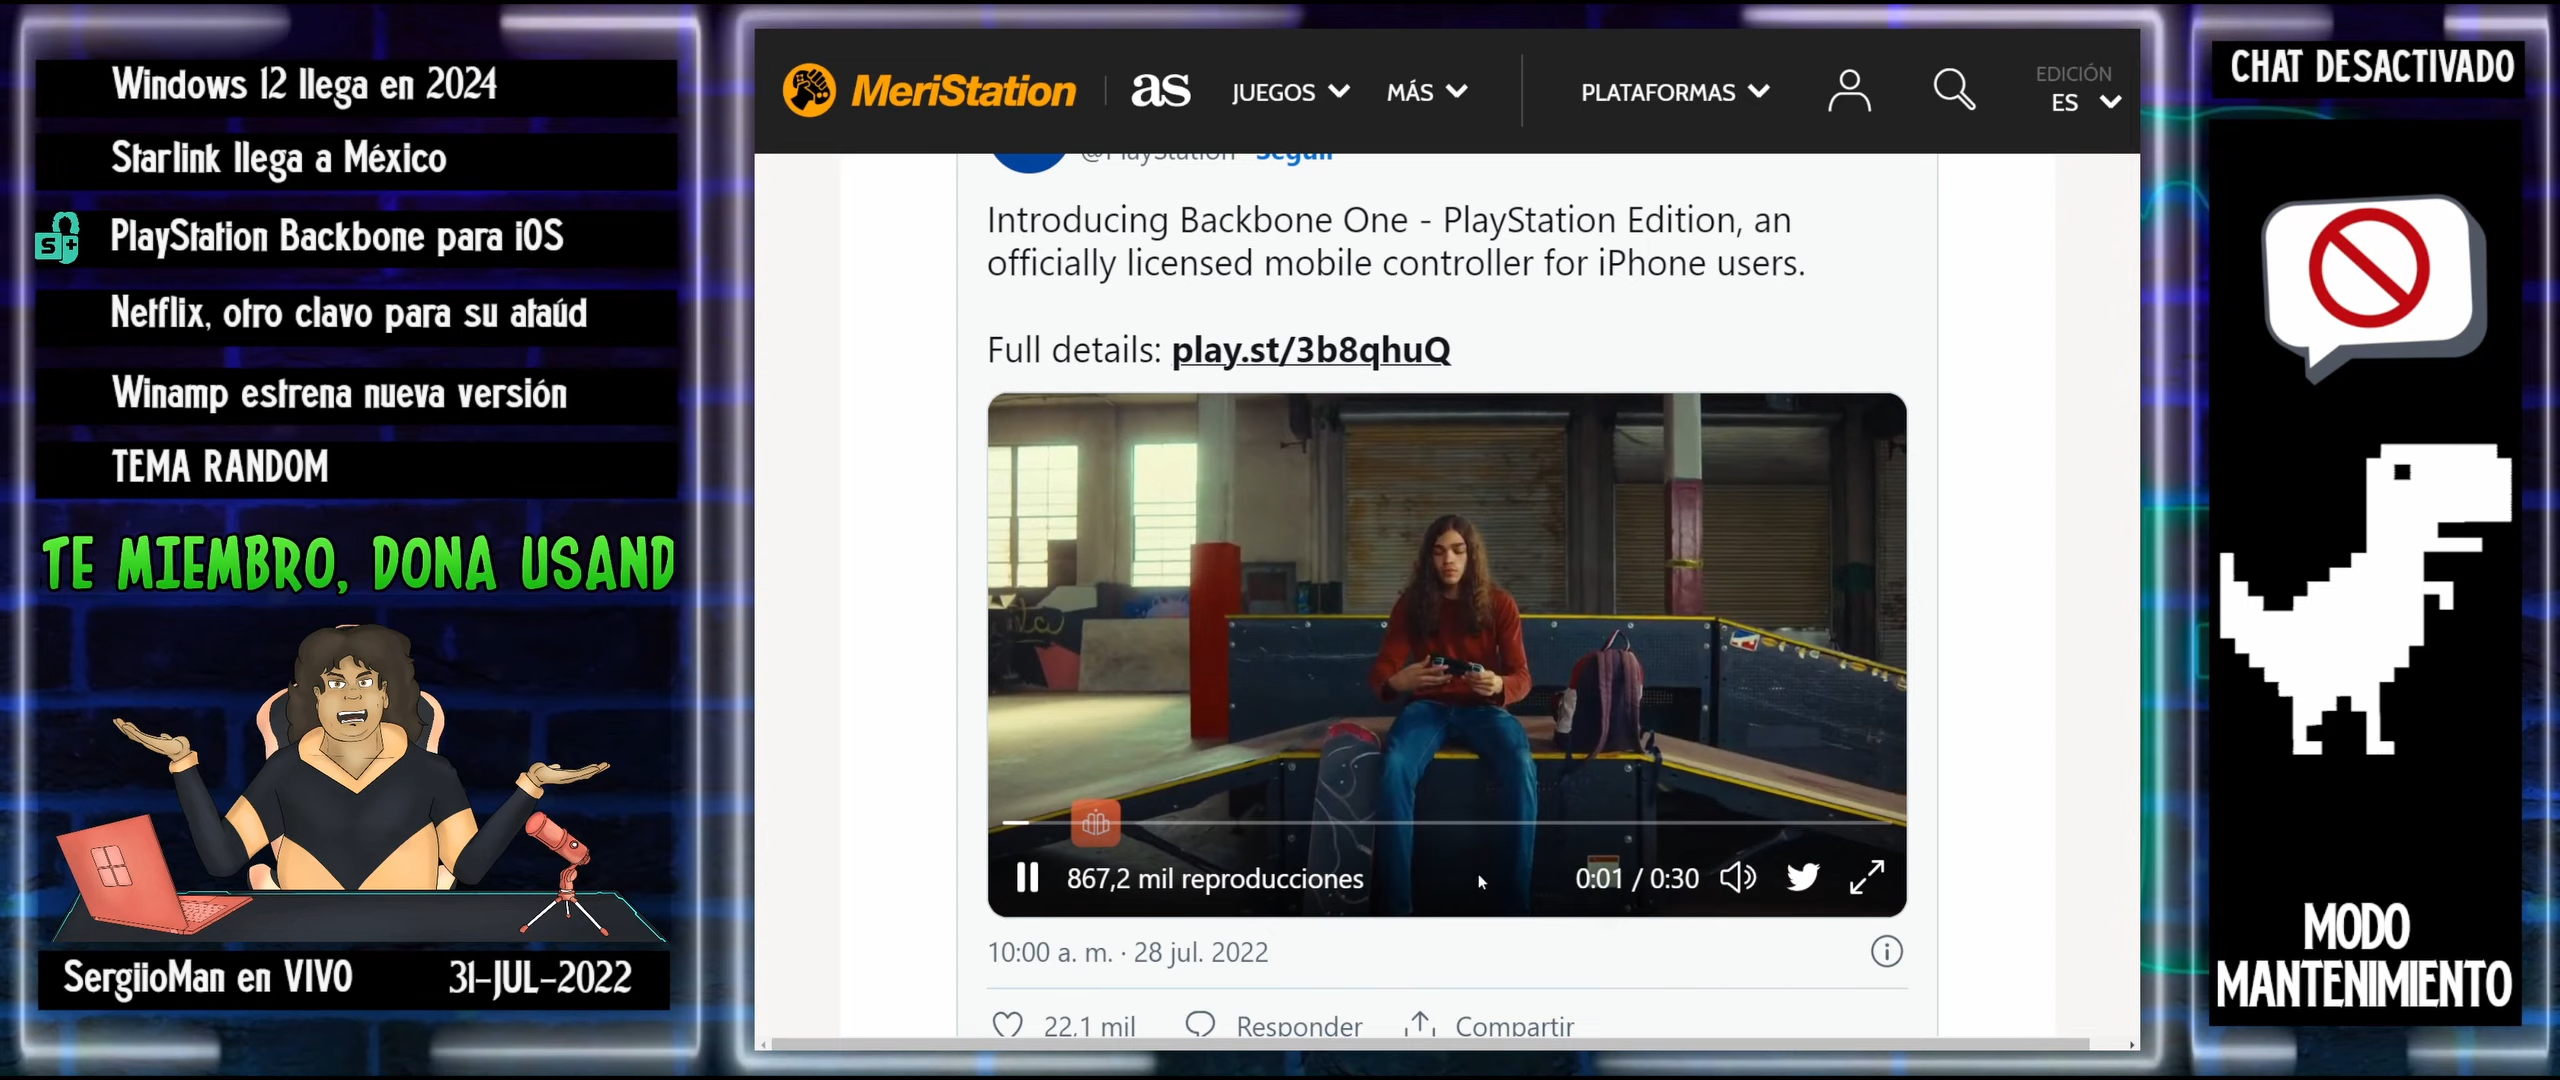 Windows 12 llega en 2024
Starlink llega a México
S+
PlayStation Backbone para iOS
Netflix, otro clavo para su ataúd
Winamp estrena nueva versión
TEMA RANDOM
TE MIEMBRO, DONA USAND
SergiioMan en VIVO
31-JUL-2022
MeriStation
as
JUEGOS
MÁS
PLATAFORMAS
EDICIÓN
ES
@PlayStation · Seguir
Introducing Backbone One - PlayStation Edition, an
officially licensed mobile controller for iPhone users.
Full details: play.st/3b8qhuQ
867,2 mil reproducciones
0:01 / 0:30
10:00 a. m. · 28 jul. 2022
22,1 mil
Responder
Compartir
CHAT DESACTIVADO
MODO
MANTENIMIENTO